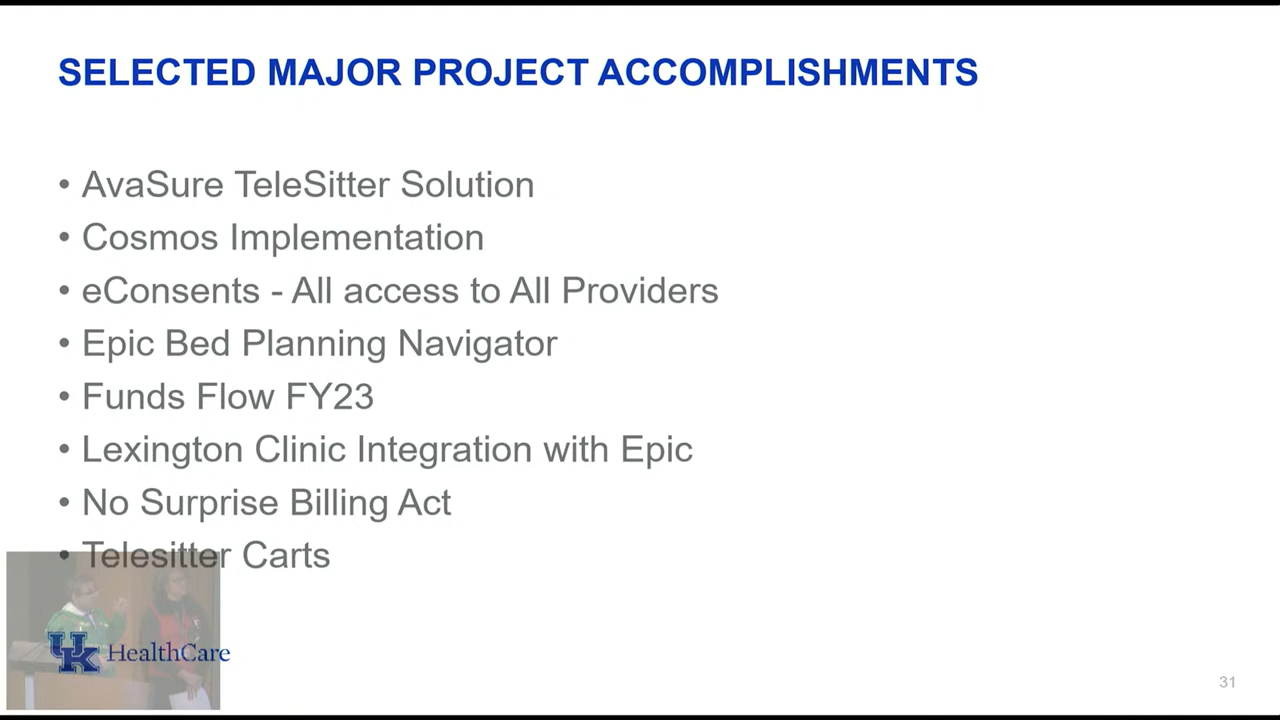 SELECTED MAJOR PROJECT ACCOMPLISHMENTS
• AvaSure TeleSitter Solution
• Cosmos Implementation
• eConsents - All access to All Providers
• Epic Bed Planning Navigator
• Funds Flow FY23
• Lexington Clinic Integration with Epic
• No Surprise Billing Act
• Telesitter Carts
UK HealthCare
31